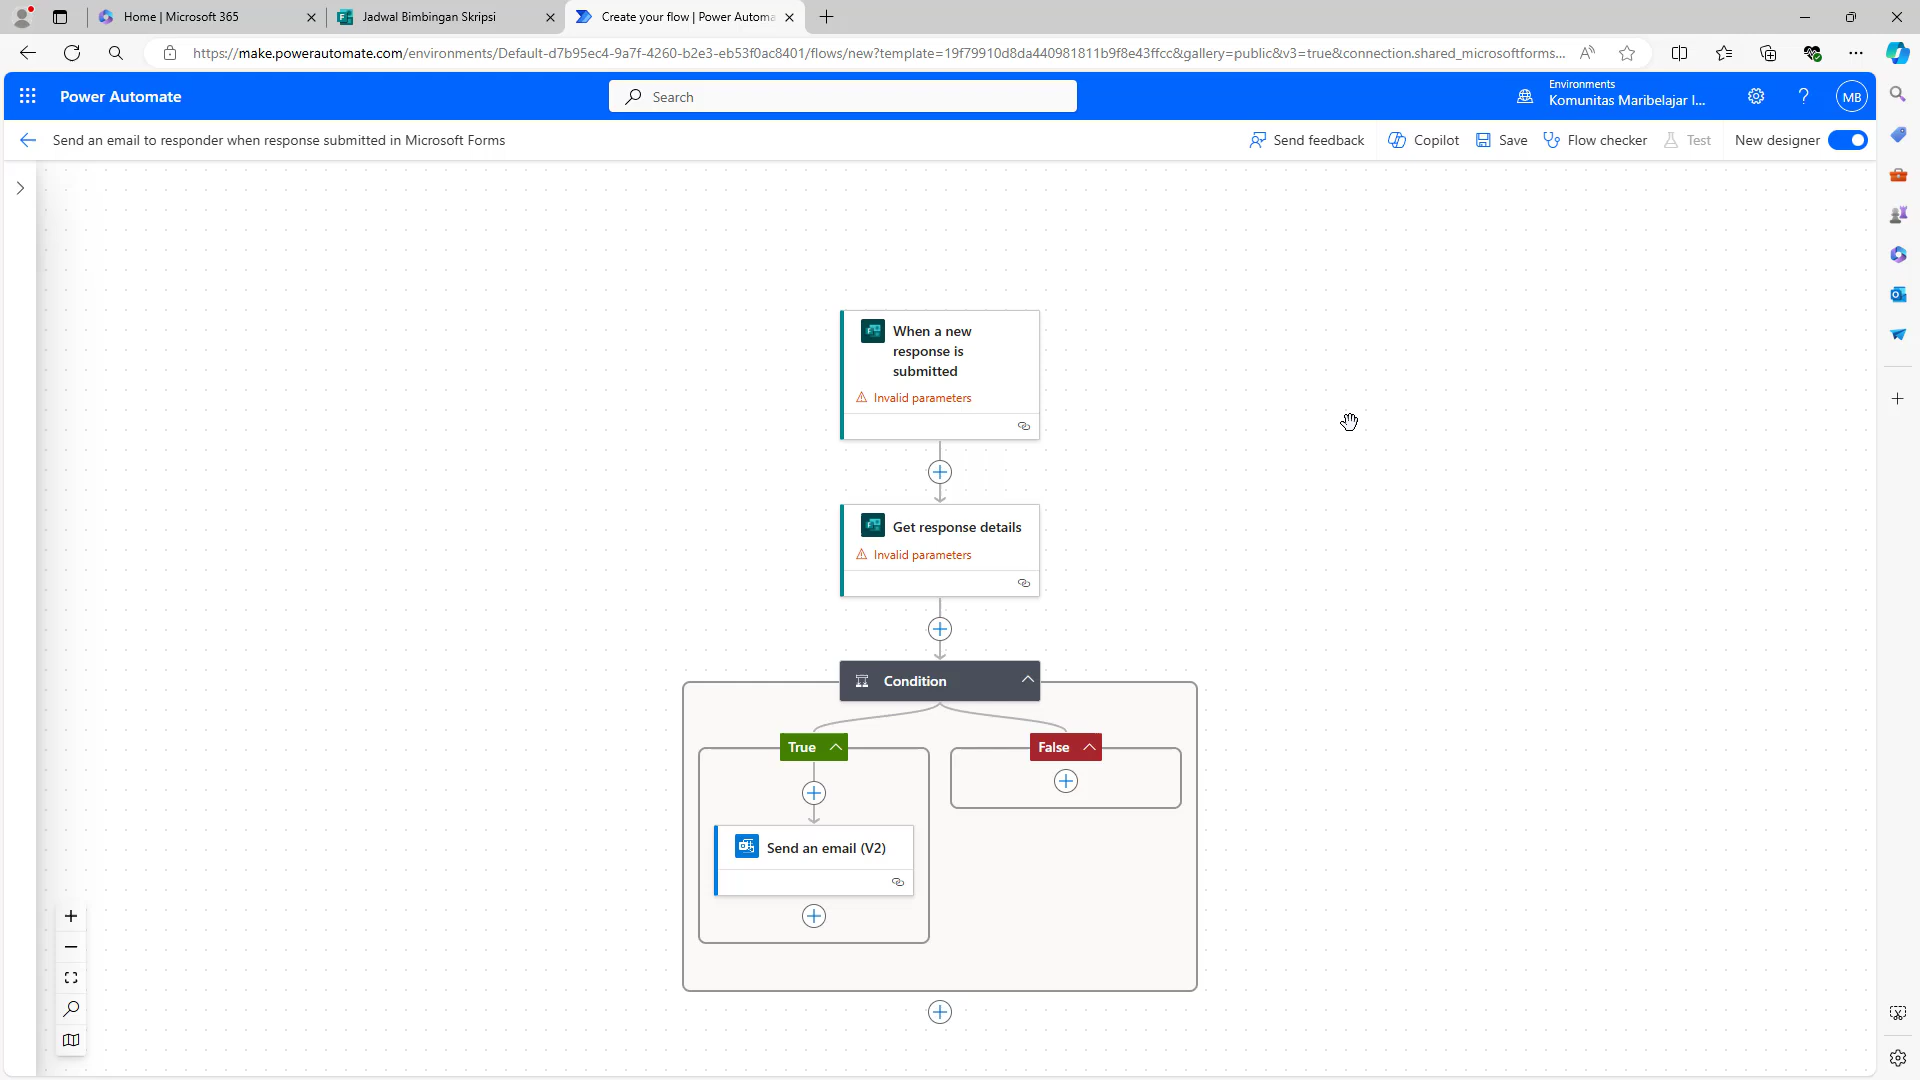 Home | Microsoft 365
Jadwal Bimbingan Skripsi
Create your flow | Power Automa
https://make.powerautomate.com/environments/Default-d7b95ec4-9a7f-4260-b2e3-eb53f0ac8401/flows/new?template=19f79910d8da440981811b9f8e43ffcc&gallery=public&v3=true&connection.shared_microsoftforms...
Power Automate
Search
Environments
Komunitas Maribelajar I...
MB
Send an email to responder when response submitted in Microsoft Forms
Send feedback
Copilot
Save
Flow checker
Test
New designer
When a new
response is
submitted
Invalid parameters
Get response details
Invalid parameters
Condition
True
False
Send an email (V2)